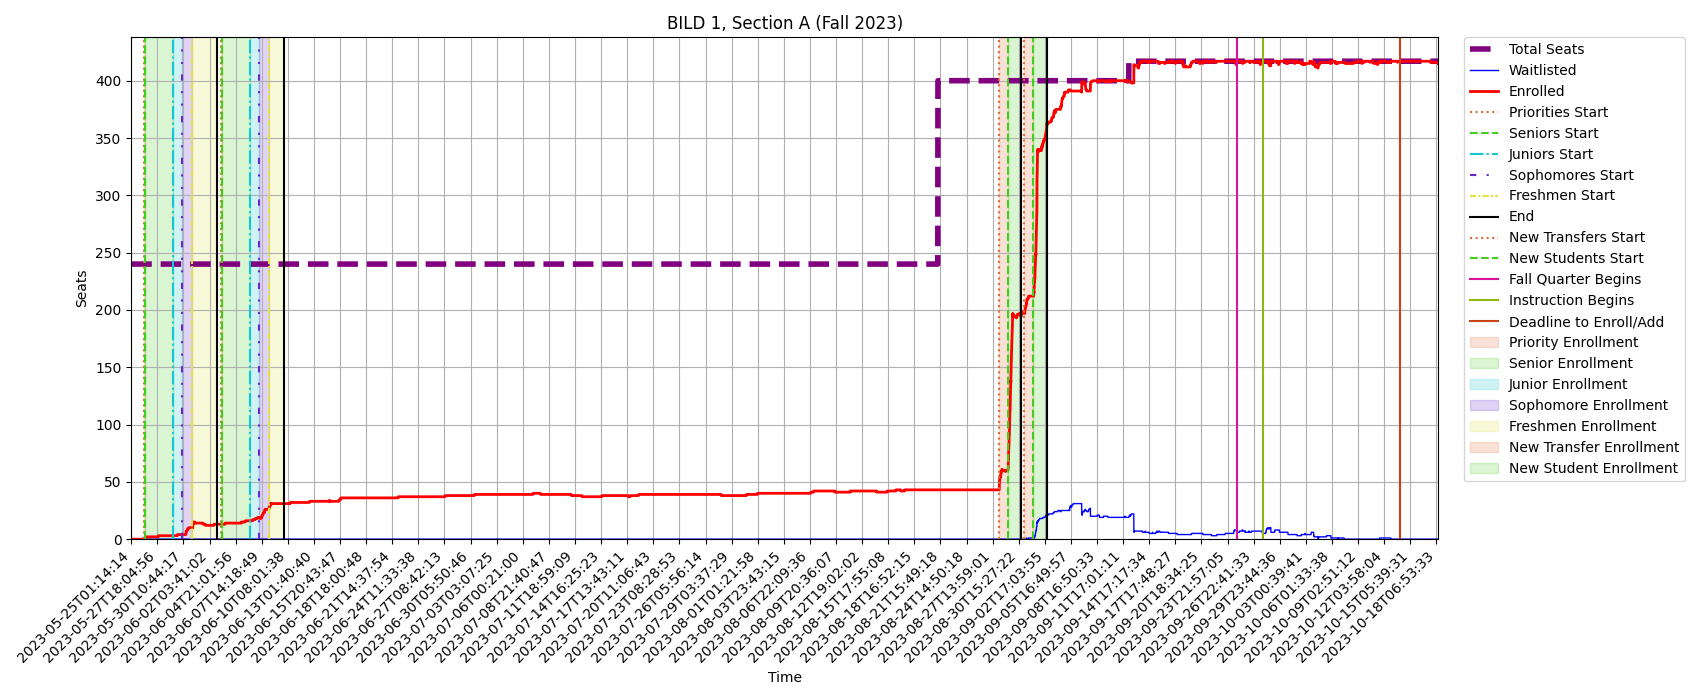 BILD 1, Section A (Fall 2023)
Seats
400
350
300
250
200
150
100
50
0
2023-05-25T01:14:14
2023-05-27T18:04:56
2023-05-30T10:44:17
2023-06-02T03:41:02
2023-06-04T21:01:56
2023-06-07T14:18:49
2023-06-10T08:01:38
2023-06-13T01:40:40
2023-06-15T20:43:47
2023-06-18T18:00:48
2023-06-21T14:37:54
2023-06-24T11:33:38
2023-06-27T08:42:13
2023-06-30T05:50:46
2023-07-03T03:07:25
2023-07-06T00:21:00
2023-07-08T21:40:47
2023-07-11T18:59:09
2023-07-14T16:25:23
2023-07-17T13:43:11
2023-07-20T11:06:43
2023-07-23T08:28:53
2023-07-26T05:56:14
2023-07-29T03:37:29
2023-08-01T01:21:58
2023-08-03T23:43:15
2023-08-06T22:09:36
2023-08-09T20:36:07
2023-08-12T19:02:02
2023-08-15T17:55:08
2023-08-18T16:52:15
2023-08-21T15:49:18
2023-08-24T14:50:18
2023-08-27T13:59:01
2023-08-30T15:27:22
2023-09-02T17:03:55
2023-09-05T16:49:57
2023-09-08T16:50:33
2023-09-11T17:01:11
2023-09-14T17:17:34
2023-09-17T17:48:27
2023-09-20T18:34:25
2023-09-23T21:57:05
2023-09-26T22:41:33
2023-09-29T23:44:36
2023-10-03T00:39:41
2023-10-06T01:33:38
2023-10-09T02:51:12
2023-10-12T03:58:04
2023-10-15T05:39:31
2023-10-18T06:53:33
Time
Total Seats
Waitlisted
Enrolled
Priorities Start
Seniors Start
Juniors Start
Sophomores Start
Freshmen Start
End
New Transfers Start
New Students Start
Fall Quarter Begins
Instruction Begins
Deadline to Enroll/Add
Priority Enrollment
Senior Enrollment
Junior Enrollment
Sophomore Enrollment
Freshmen Enrollment
New Transfer Enrollment
New Student Enrollment